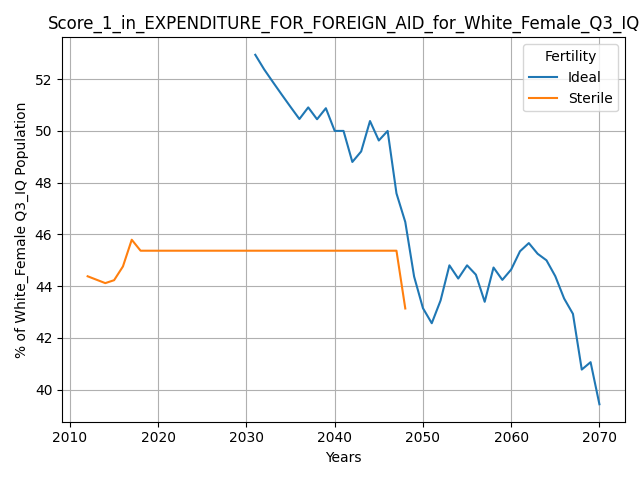 Score_1_in_EXPENDITURE_FOR_FOREIGN_AID_for_White_Female_Q3_IQ
Fertility
Ideal
Sterile
% of White_Female Q3_IQ Population
52
50
48
46
44
42
40
2010
2020
2030
2040
2050
2060
2070
Years